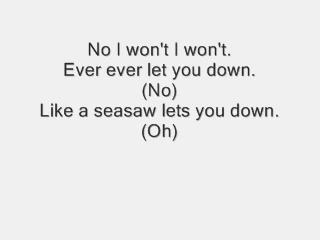 No I won't I won't.
Ever ever let you down.
(No)
Like a seasaw lets you down.
(Oh)